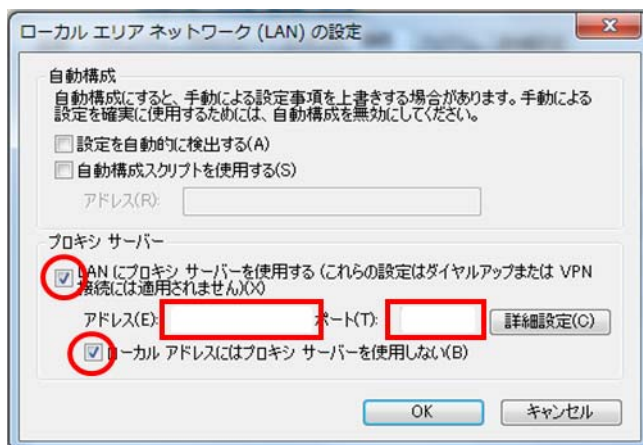 ローカル エリア ネットワーク (LAN) の設定
自動構成
自動構成にすると、手動による設定事項を上書きする場合があります。手動による
設定を確実に使用するためには、自動構成を無効にしてください。
設定を自動的に検出する(A)
自動構成スクリプトを使用する(S)
アドレス(R):
プロキシ サーバー
LAN にプロキシ サーバーを使用する (これらの設定はダイヤルアップまたは VPN
接続には適用されません)(X)
アドレス(E): ポート(T): 詳細設定(C)
ローカル アドレスにはプロキシ サーバーを使用しない(B)
OK キャンセル